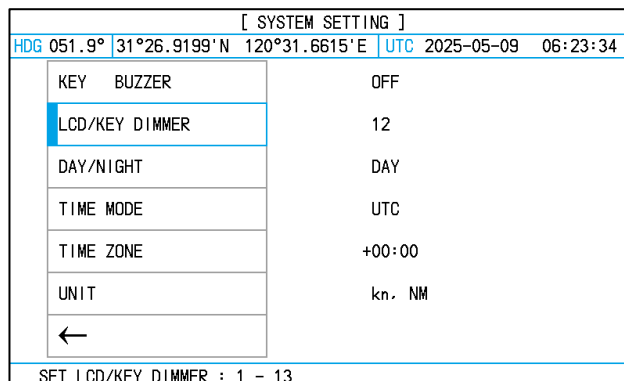 [ SYSTEM SETTING ]
HDG 051.9° 31°26.9199'N 120°31.6615'E UTC 2025-05-09 06:23:34
KEY BUZZER OFF
LCD/KEY DIMMER 12
DAY/NIGHT DAY
TIME MODE UTC
TIME ZONE +00:00
UNIT kn, NM
←
SET LCD/KEY DIMMER : 1 - 13